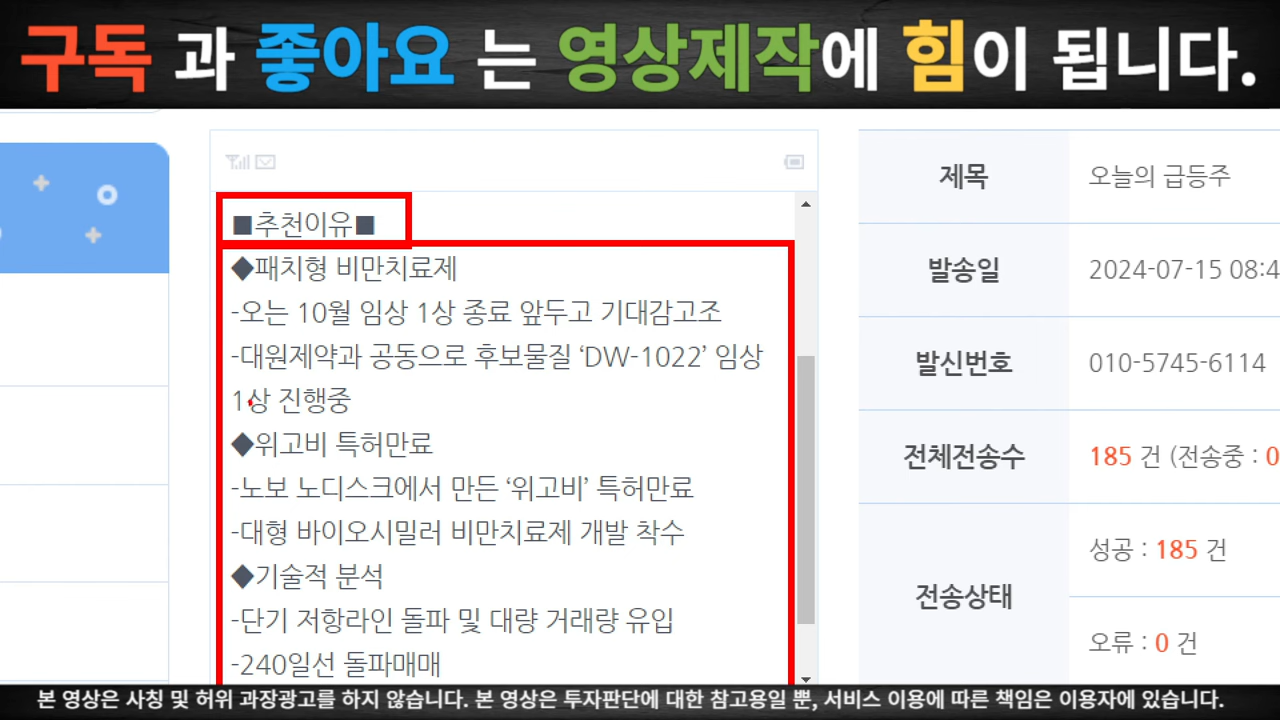 구독 과 좋아요 는 영상제작에 힘이 됩니다.
■추천이유■
◆패치형 비만치료제
-오는 10월 임상 1상 종료 앞두고 기대감고조
-대원제약과 공동으로 후보물질 ‘DW-1022’ 임상
1상 진행중
◆위고비 특허만료
-노보 노디스크에서 만든 ‘위고비’ 특허만료
-대형 바이오시밀러 비만치료제 개발 착수
◆기술적 분석
-단기 저항라인 돌파 및 대량 거래량 유입
-240일선 돌파매매
제목 오늘의 급등주
발송일 2024-07-15 08:4
발신번호 010-5745-6114
전체전송수 185 건 (전송중 : 0
전송상태
성공 : 185 건
오류 : 0 건
본 영상은 사칭 및 허위 과장광고를 하지 않습니다. 본 영상은 투자판단에 대한 참고용일 뿐, 서비스 이용에 따른 책임은 이용자에 있습니다.